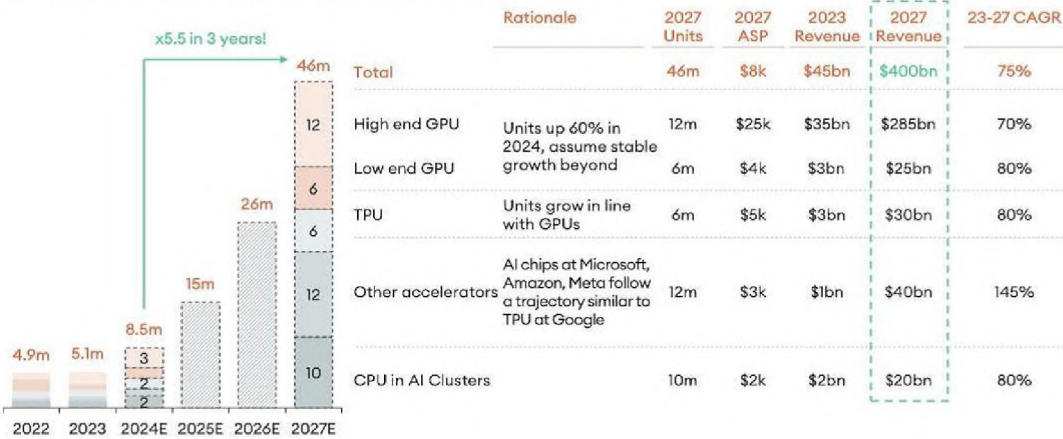 x5.5 in 3 years!
4.9m
5.1m
8.5m
15m
26m
46m
3
2
2
12
6
6
12
10
2022 2023 2024E 2025E 2026E 2027E
Rationale 2027 Units 2027 ASP 2023 Revenue 2027 Revenue 23-27 CAGR
Total 46m $8k $45bn $400bn 75%
High end GPU 12m $25k $35bn $285bn 70%
Units up 60% in
2024, assume stable
growth beyond
Low end GPU 6m $4k $3bn $25bn 80%
TPU 6m $5k $3bn $30bn 80%
Units grow in line
with GPUs
Other accelerators 12m $3k $1bn $40bn 145%
AI chips at Microsoft,
Amazon, Meta follow
a trajectory similar to
TPU at Google
CPU in AI Clusters 10m $2k $2bn $20bn 80%